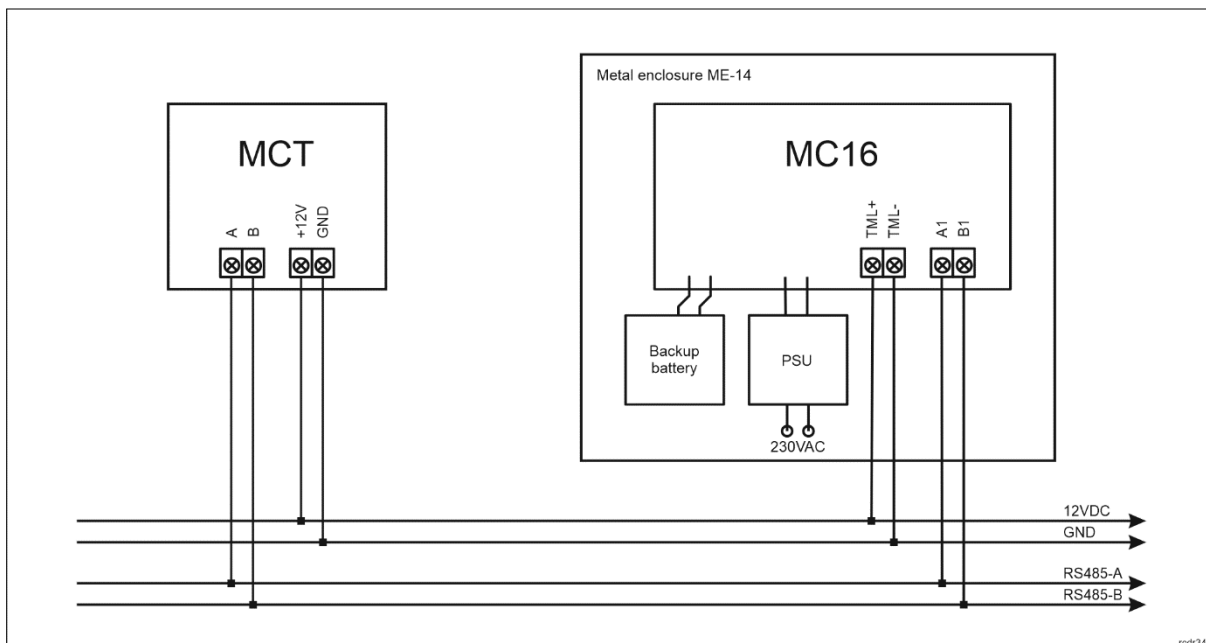 Metal enclosure ME-14
MCT
MC16
A
B
+12V
GND
TML+
TML-
A1
B1
Backup
battery
PSU
230VAC
12VDC
GND
RS485-A
RS485-B